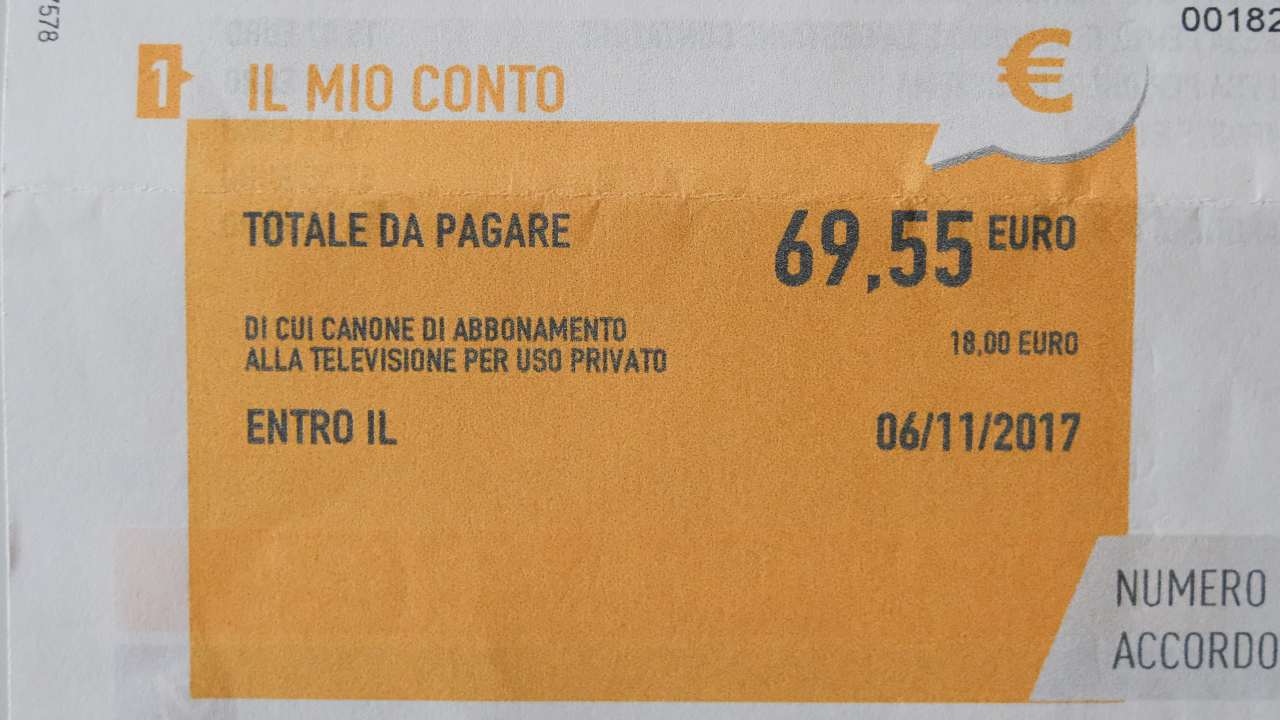 7578
00182
1 IL MIO CONTO €
TOTALE DA PAGARE 69,55 EURO
DI CUI CANONE DI ABBONAMENTO
ALLA TELEVISIONE PER USO PRIVATO 18,00 EURO
ENTRO IL 06/11/2017
NUMERO
ACCORDO